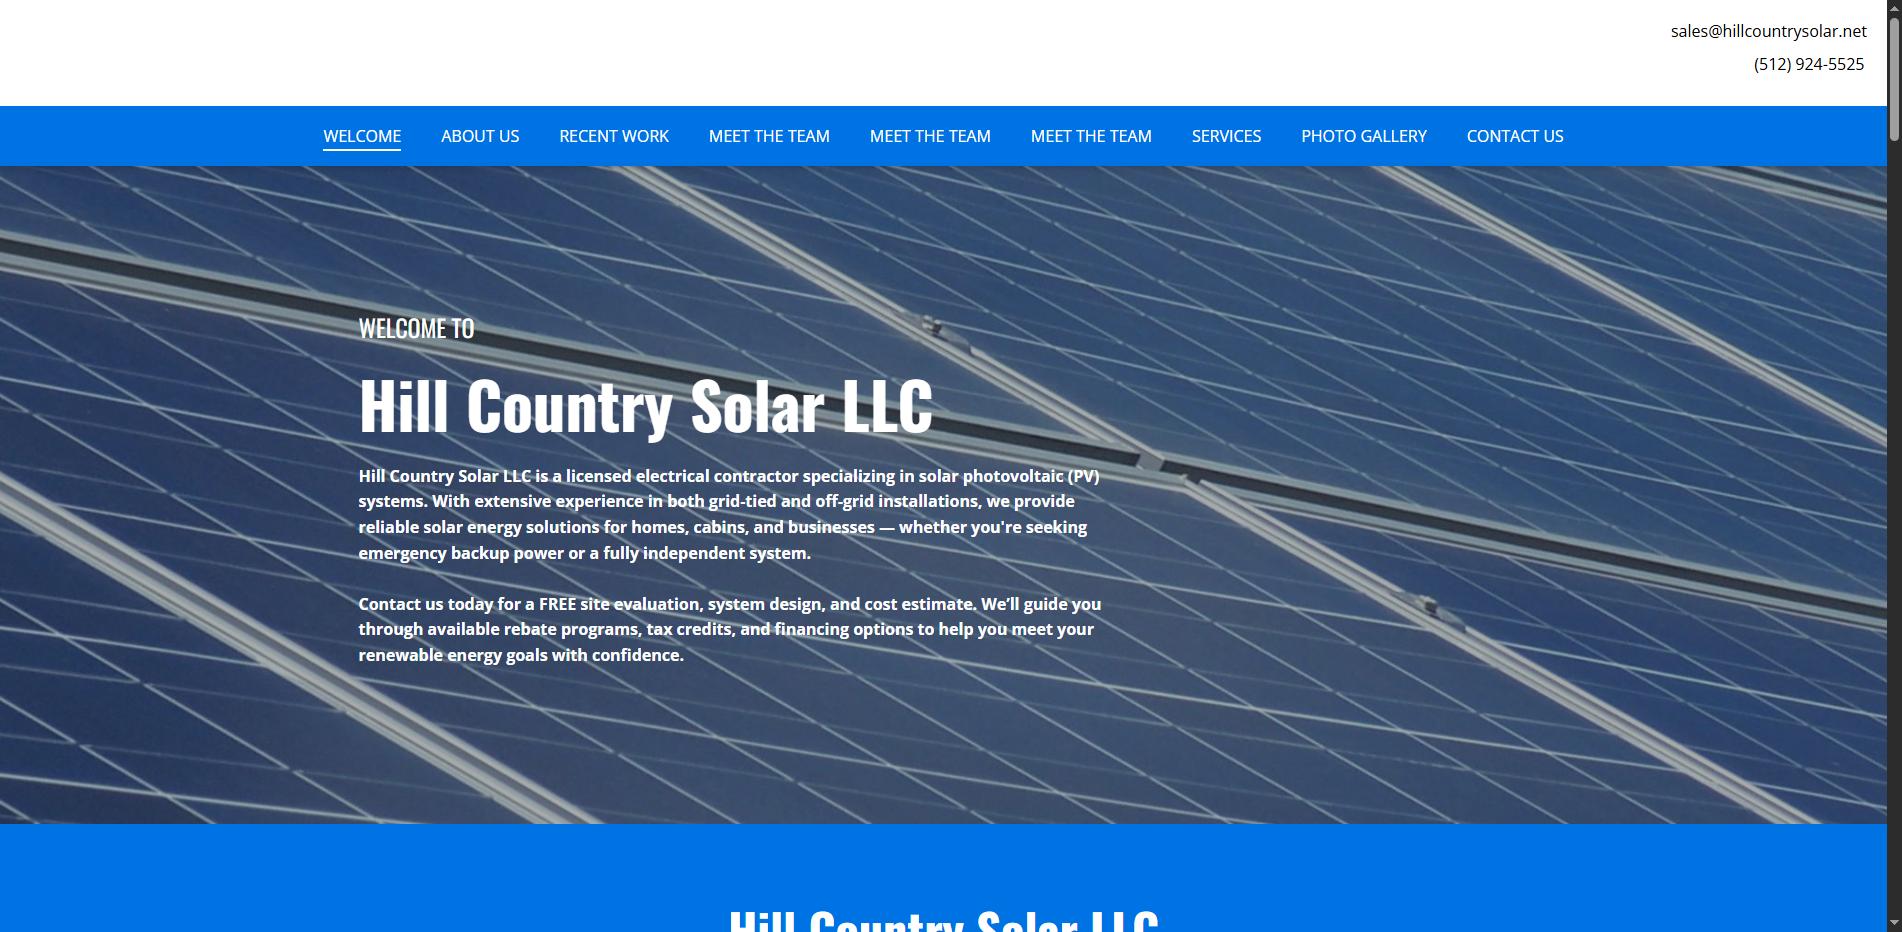 sales@hillcountrysolar.net
(512) 924-5525
WELCOME ABOUT US RECENT WORK MEET THE TEAM MEET THE TEAM MEET THE TEAM SERVICES PHOTO GALLERY CONTACT US
WELCOME TO
Hill Country Solar LLC
Hill Country Solar LLC is a licensed electrical contractor specializing in solar photovoltaic (PV)
systems. With extensive experience in both grid-tied and off-grid installations, we provide
reliable solar energy solutions for homes, cabins, and businesses — whether you're seeking
emergency backup power or a fully independent system.
Contact us today for a FREE site evaluation, system design, and cost estimate. We’ll guide you
through available rebate programs, tax credits, and financing options to help you meet your
renewable energy goals with confidence.
Hill Country Solar LLC